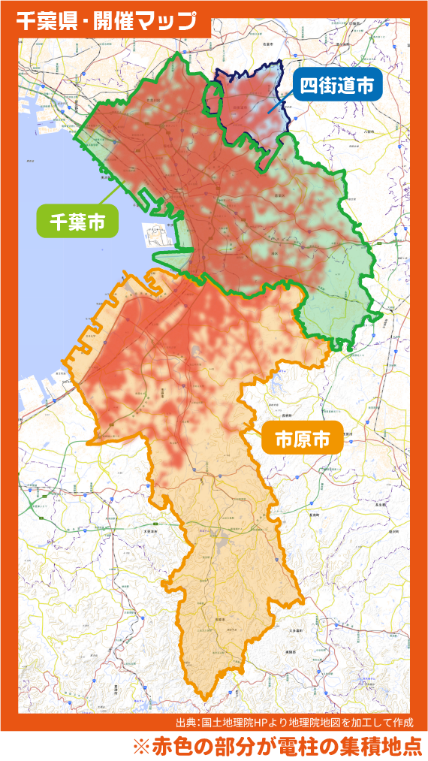 千葉県・開催マップ
四街道市
千葉市
市原市
出典:国土地理院HPより地理院地図を加工して作成
※赤色の部分が電柱の集積地点